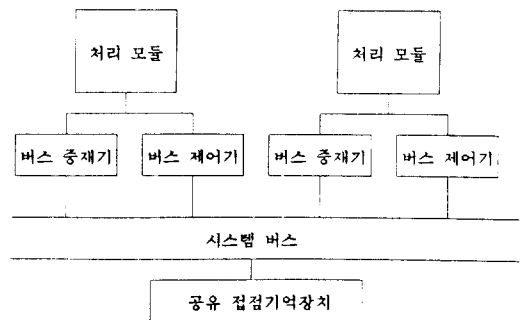 처리 모듈 처리 모듈
버스 중재기 버스 제어기 버스 중재기 버스 제어기
시스템 버스
공유 접점기억장치